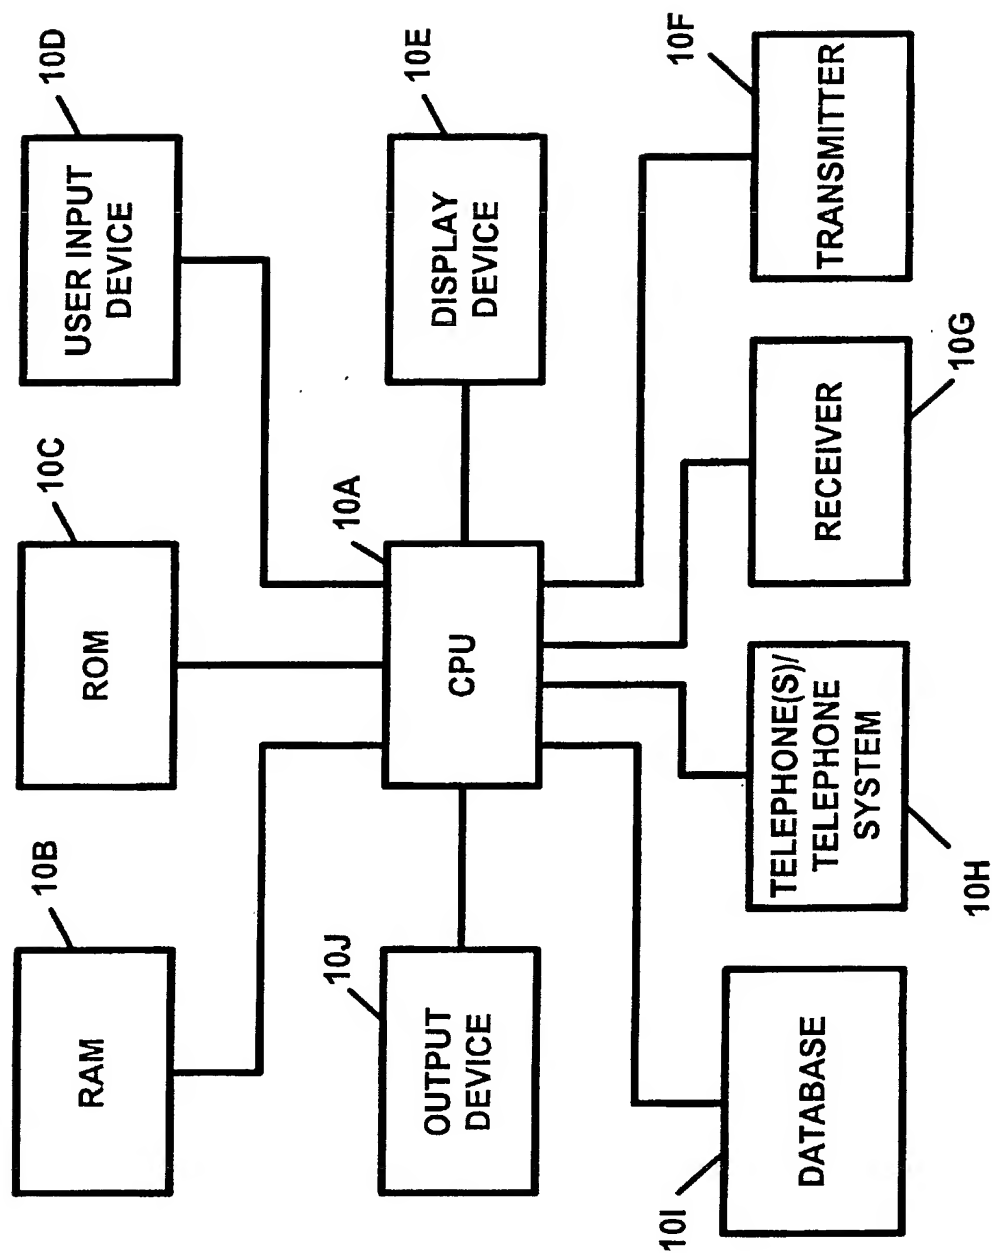 10B
RAM
10C
ROM
10D
USER INPUT
DEVICE
10J
OUTPUT
DEVICE
10A
CPU
10E
DISPLAY
DEVICE
10I
DATABASE
10H
TELEPHONE(S)/
TELEPHONE
SYSTEM
10G
RECEIVER
10F
TRANSMITTER